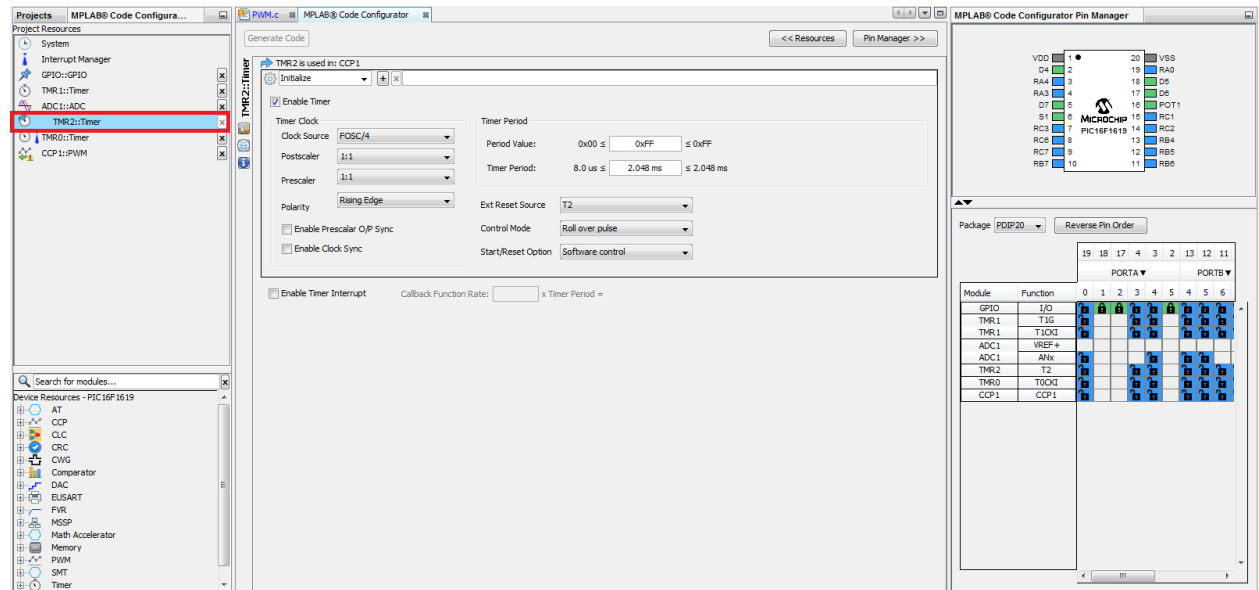 Projects MPLAB® Code Configura...
Project Resources
System
Interrupt Manager
GPIO::GPIO
TMR1::Timer
ADC1::ADC
TMR2::Timer
TMR0::Timer
CCP1::PWM
Search for modules...
Device Resources - PIC16F1619
AT
CCP
CLC
CRC
CWG
Comparator
DAC
EUSART
FVR
MSSP
Math Accelerator
Memory
PWM
SMT
Timer
PWM.c MPLAB® Code Configurator
Generate Code << Resources Pin Manager >>
TMR2::Timer
TMR2 is used in: CCP1
Initialize
Enable Timer
Timer Clock
Clock Source FOSC/4
Postscaler 1:1
Prescaler 1:1
Polarity Rising Edge
Enable Prescalar O/P Sync
Enable Clock Sync
Timer Period
Period Value: 0x00 ≤ 0xFF ≤ 0xFF
Timer Period: 8.0 us ≤ 2.048 ms ≤ 2.048 ms
Ext Reset Source T2
Control Mode Roll over pulse
Start/Reset Option Software control
Enable Timer Interrupt Callback Function Rate: x Timer Period =
MPLAB® Code Configurator Pin Manager
VDD 1 20 VSS
D4 2 19 RA0
RA4 3 18 D5
RA3 4 17 D6
D7 5 16 POT1
S1 6 MICROCHIP 15 RC1
RC3 7 PIC16F1619 14 RC2
RC6 8 13 RB4
RC7 9 12 RB5
RB7 10 11 RB6
Package PDIP20 Reverse Pin Order
19 18 17 4 3 2 13 12 11
PORTA▼ PORTB▼
Module Function 0 1 2 3 4 5 4 5 6
GPIO I/O
TMR1 T1G
TMR1 T1CKI
ADC1 VREF+
ADC1 ANx
TMR2 T2
TMR0 T0CKI
CCP1 CCP1